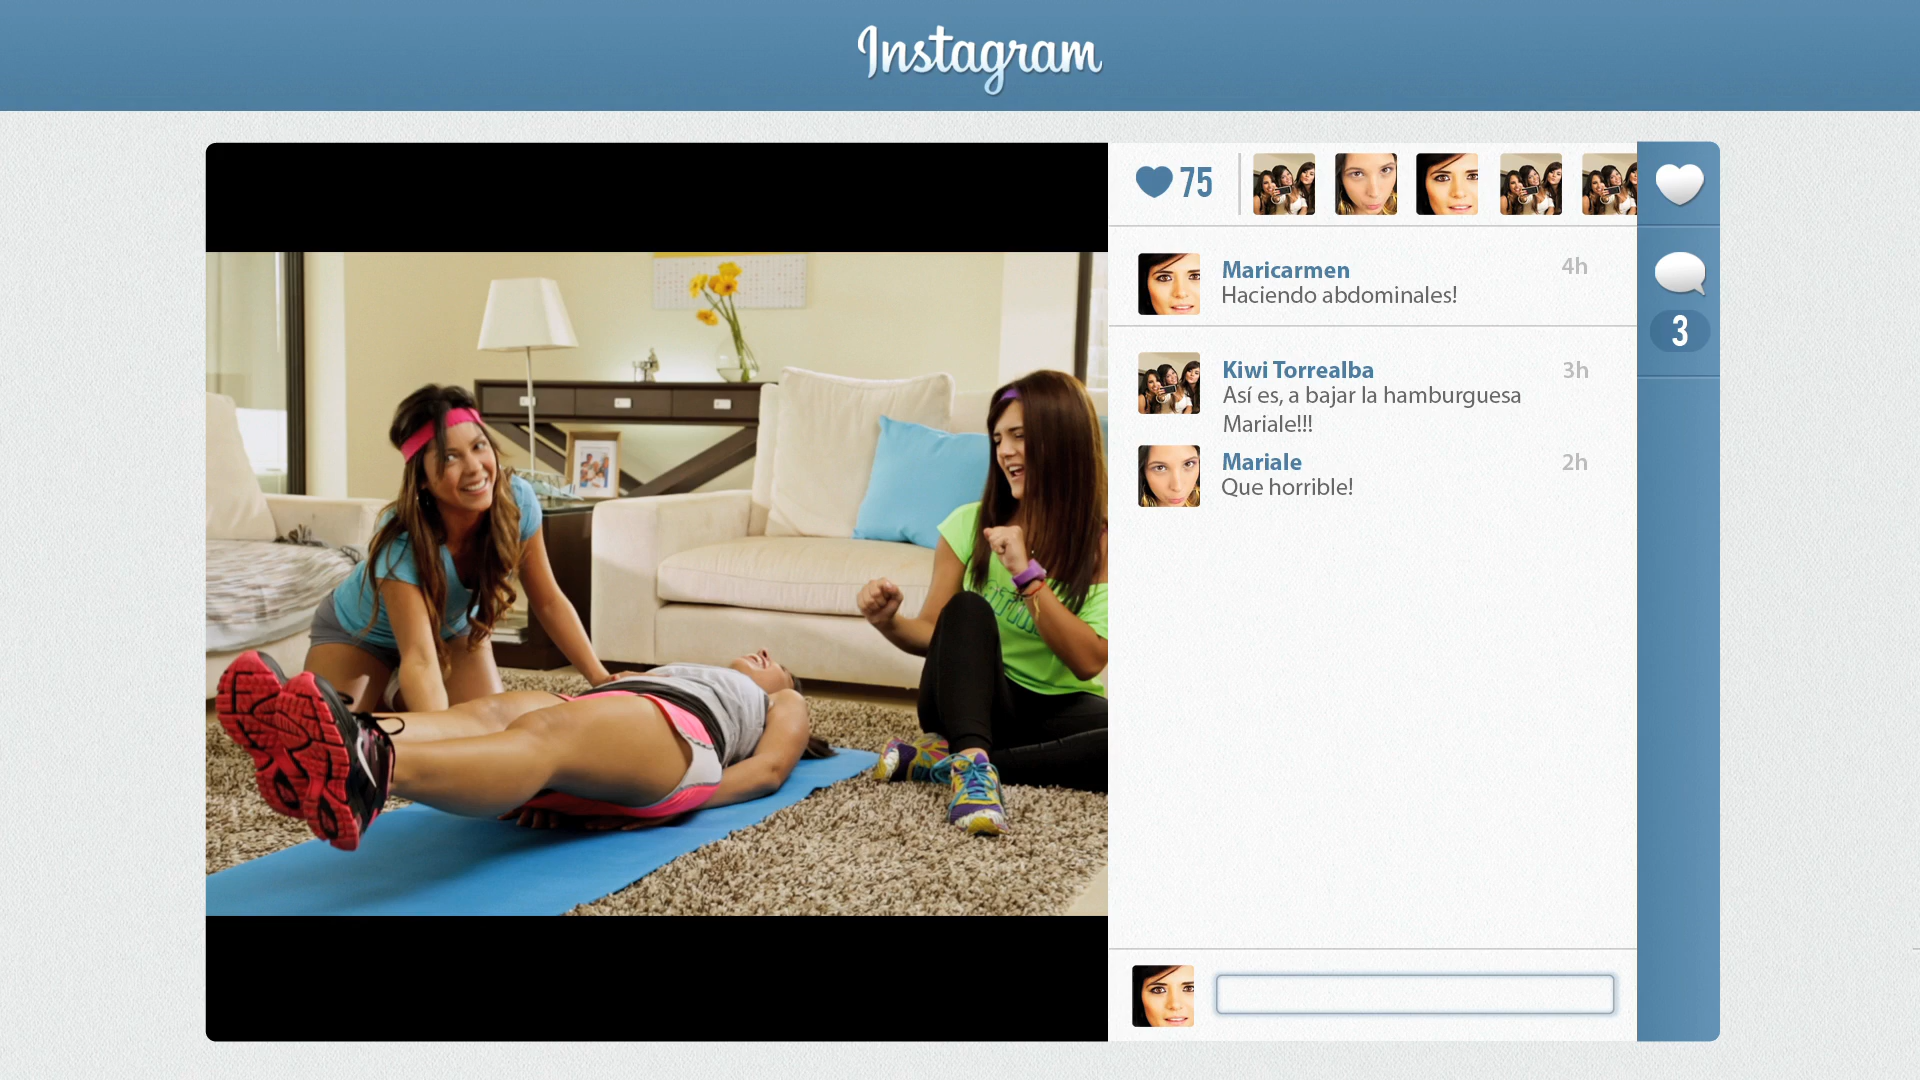 Instagram
75
Maricarmen
4h
Haciendo abdominales!
3
Kiwi Torrealba
3h
Así es, a bajar la hamburguesa
Mariale!!!
Mariale
2h
Que horrible!